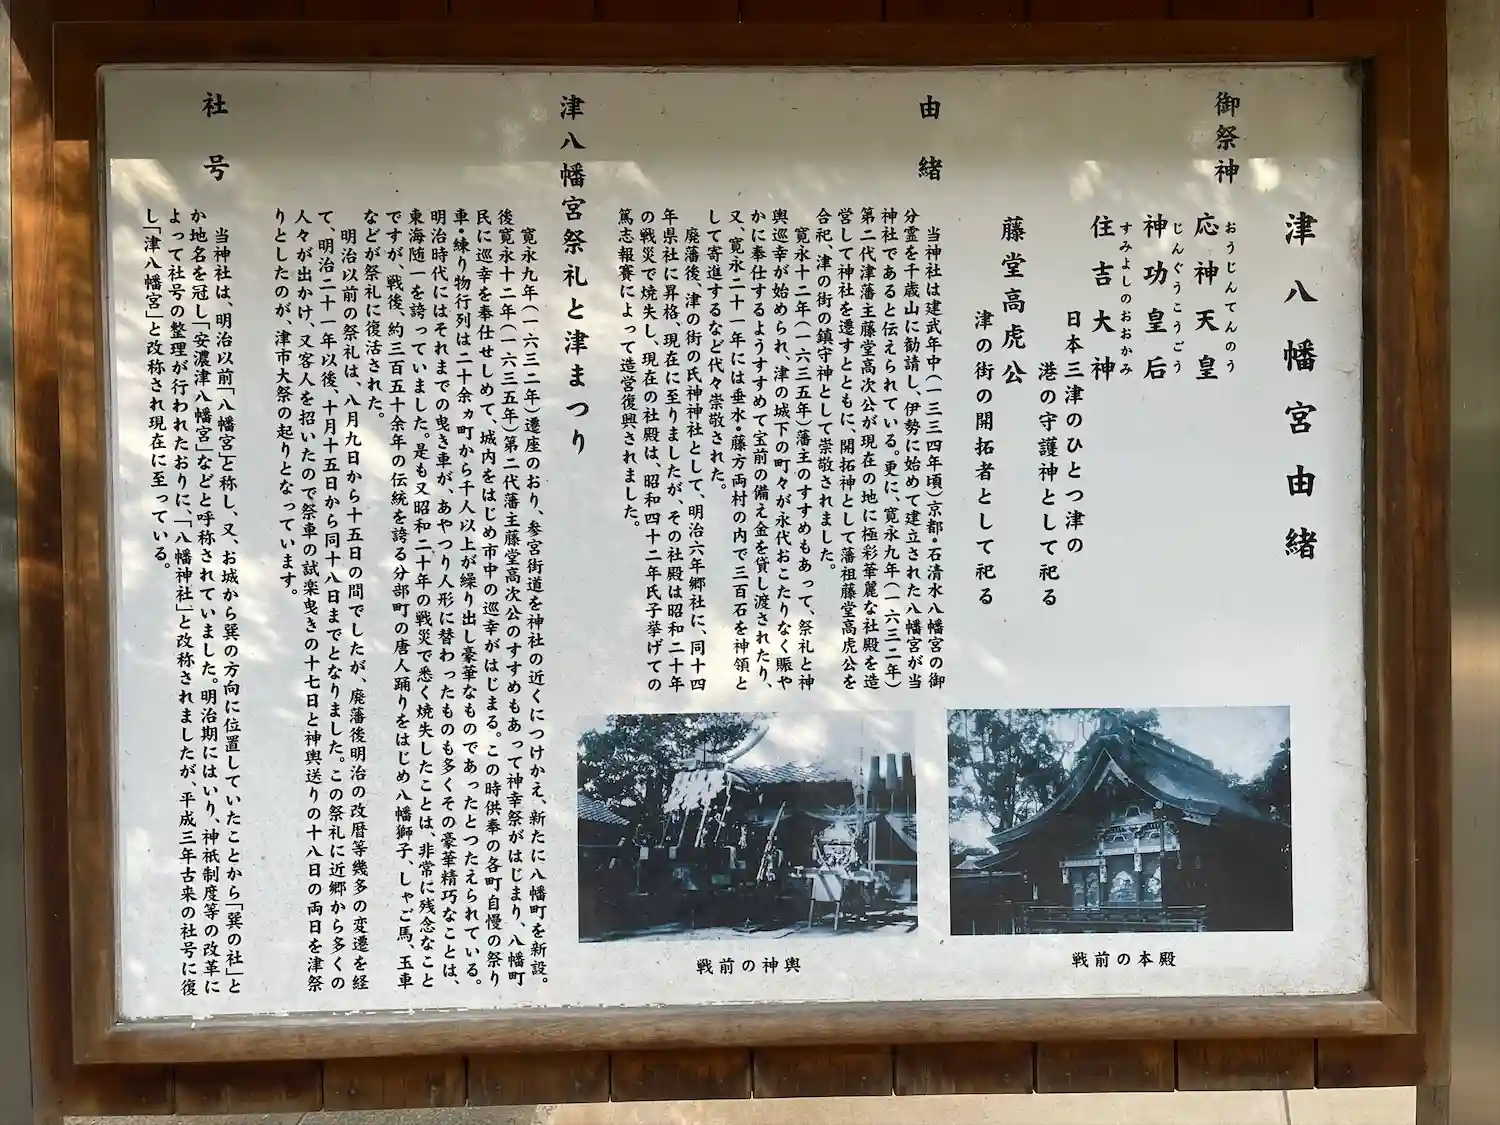 津八幡宮由緒
御祭神
応神天皇
おうじんてんのう
神功皇后
じんぐうこうごう
住吉大神
すみよしのおおかみ
日本三津のひとつ津の
港の守護神として祀る
藤堂高虎公
津の街の開拓者として祀る
由緒
当神社は建武年中(一三三四年頃)京都・石清水八幡宮の御
分霊を千歳山に勧請し、伊勢に始めて建立された八幡宮が当
神社であると伝えられている。更に、寛永九年(一六三二年)
第二代津藩主藤堂高次公が現在の地に極彩華麗な社殿を造
営して神社を遷すとともに、開拓神として藩祖藤堂高虎公を
合祀、津の街の鎮守神として崇敬されました。
寛永十二年(一六三五年)藩主のすすめもあって、祭礼と神
輿巡幸が始められ、津の城下の町々が永代おこたりなく賑や
かに奉仕するようすすめて宝前の備え金を貸し渡されたり、
又、寛永二十一年には垂水・藤方両村の内で三百石を神領と
して寄進するなど代々崇敬された。
廃藩後、津の街の氏神神社として、明治六年郷社に、同十四
年県社に昇格、現在に至りましたが、その社殿は昭和二十年
の戦災で焼失し、現在の社殿は、昭和四十二年氏子挙げての
篤志報賽によって造営復興されました。
津八幡宮祭礼と津まつり
寛永九年(一六三二年)遷座のおり、参宮街道を神社の近くにつけかえ、新たに八幡町を新設。
後寛永十二年(一六三五年)第二代藩主藤堂高次公のすすめもあって神幸祭がはじまり、八幡町
民に巡幸を奉仕せしめて、城内をはじめ市中の巡幸がはじまる。この時供奉の各町自慢の祭り
車・練り物行列は二十余ヵ町から千人以上が繰り出し豪華なものであったとつたえられている。
明治時代にはそれまでの曳き車が、あやつり人形に替わったものも多くその豪華精巧なことは、
東海随一を誇っていました。是も又昭和二十年の戦災で悉く焼失したことは、非常に残念なこと
ですが、戦後、約三百五十余年の伝統を誇る分部町の唐人踊りをはじめ八幡獅子、しゃご馬、玉車
などが祭礼に復活された。
明治以前の祭礼は、八月九日から十五日の間でしたが、廃藩後明治の改暦等幾多の変遷を経
て、明治二十一年以後、十月十五日から同十八日までとなりました。この祭礼に近郷から多くの
人々が出かけ、又客人を招いたので祭車の試楽曳きの十七日と神輿送りの十八日の両日を津祭
りとしたのが、津市大祭の起りとなっています。
社号
当神社は、明治以前「八幡宮」と称し、又、お城から巽の方向に位置していたことから「巽の社」と
か地名を冠し「安濃津八幡宮」などと呼称されていました。明治期にはいり、神祇制度等の改革に
よって社号の整理が行われたおりに、「八幡神社」と改称されましたが、平成三年古来の社号に復
し「津八幡宮」と改称され現在に至っている。
戦前の本殿
戦前の神輿